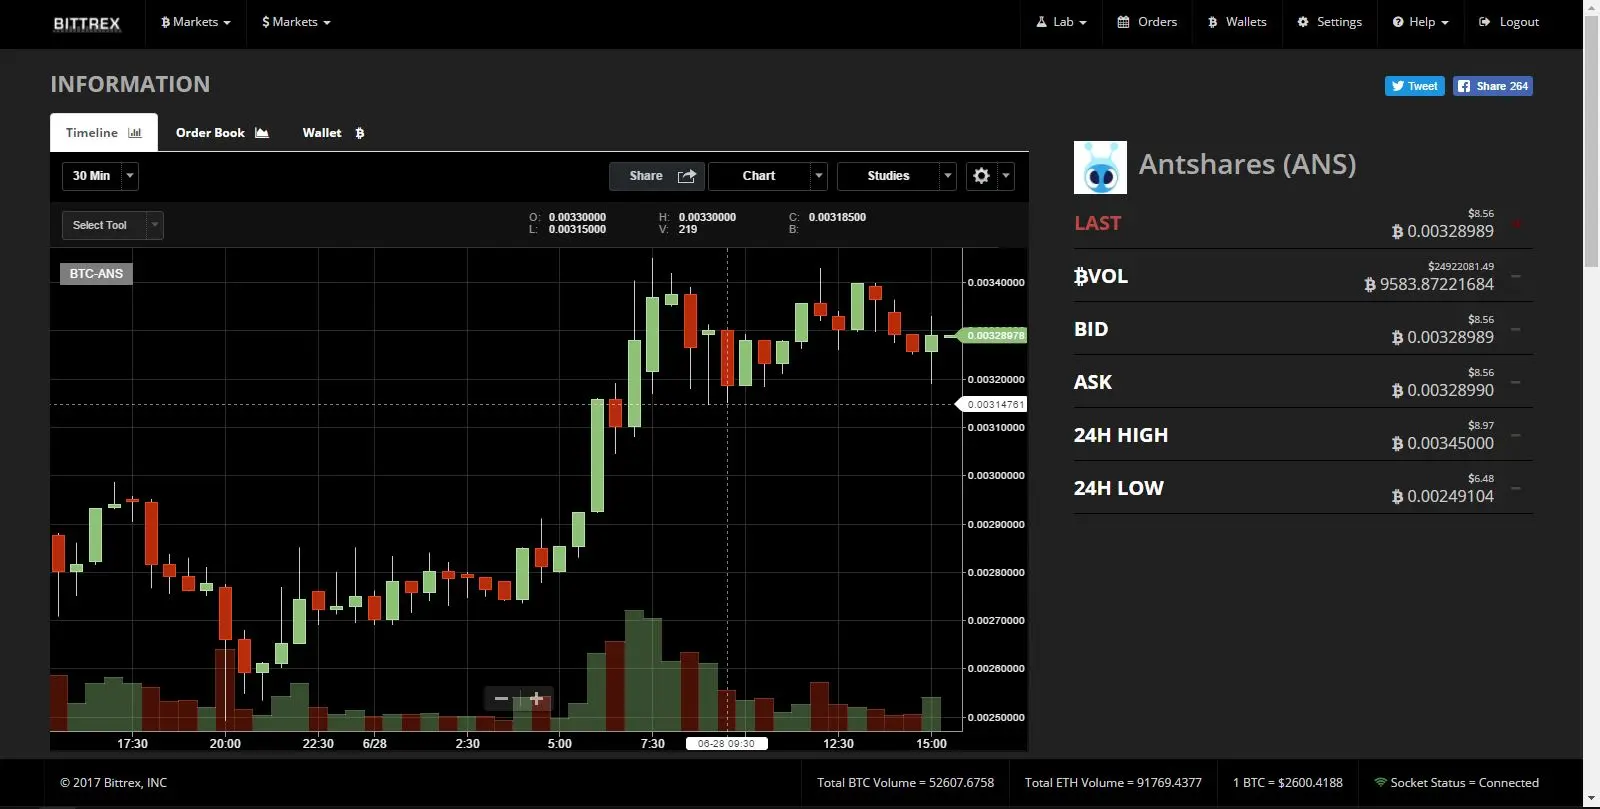 BITTREX
Ƀ Markets
$ Markets
Lab
Orders
Ƀ Wallets
Settings
Help
Logout
INFORMATION
Tweet
Share 264
Timeline
Order Book
Wallet Ƀ
30 Min
Share
Chart
Studies
Select Tool
O: 0.00330000 H: 0.00330000 C: 0.00318500
L: 0.00315000 V: 219 B:
BTC-ANS
0.00340000
0.00328978
0.00320000
0.00314761
0.00310000
0.00300000
0.00290000
0.00280000
0.00270000
0.00260000
0.00250000
17:30 20:00 22:30 6/28 2:30 5:00 7:30 06-28 09:30 12:30 15:00
Antshares (ANS)
$8.56
LAST Ƀ 0.00328989
$24922081.49
ɃVOL Ƀ 9583.87221684
$8.56
BID Ƀ 0.00328989
$8.56
ASK Ƀ 0.00328990
$8.97
24H HIGH Ƀ 0.00345000
$6.48
24H LOW Ƀ 0.00249104
© 2017 Bittrex, INC
Total BTC Volume = 52607.6758
Total ETH Volume = 91769.4377
1 BTC = $2600.4188
Socket Status = Connected